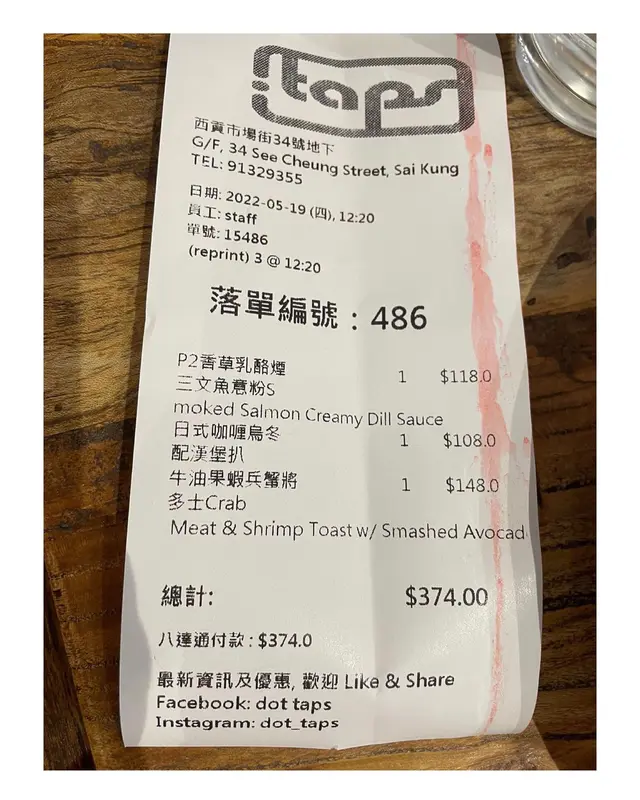 taps
西貢市場街34號地下
G/F, 34 See Cheung Street, Sai Kung
TEL: 91329355
日期: 2022-05-19 (四), 12:20
員工: staff
單號: 15486
(reprint) 3 @ 12:20
落單編號：486
P2香草乳酪煙 1 $118.0
三文魚意粉S
moked Salmon Creamy Dill Sauce
日式咖喱烏冬 1 $108.0
配漢堡扒
牛油果蝦兵蟹將 1 $148.0
多士Crab
Meat & Shrimp Toast w/ Smashed Avocad
總計: $374.00
八達通付款 : $374.0
最新資訊及優惠, 歡迎 Like & Share
Facebook: dot taps
Instagram: dot_taps